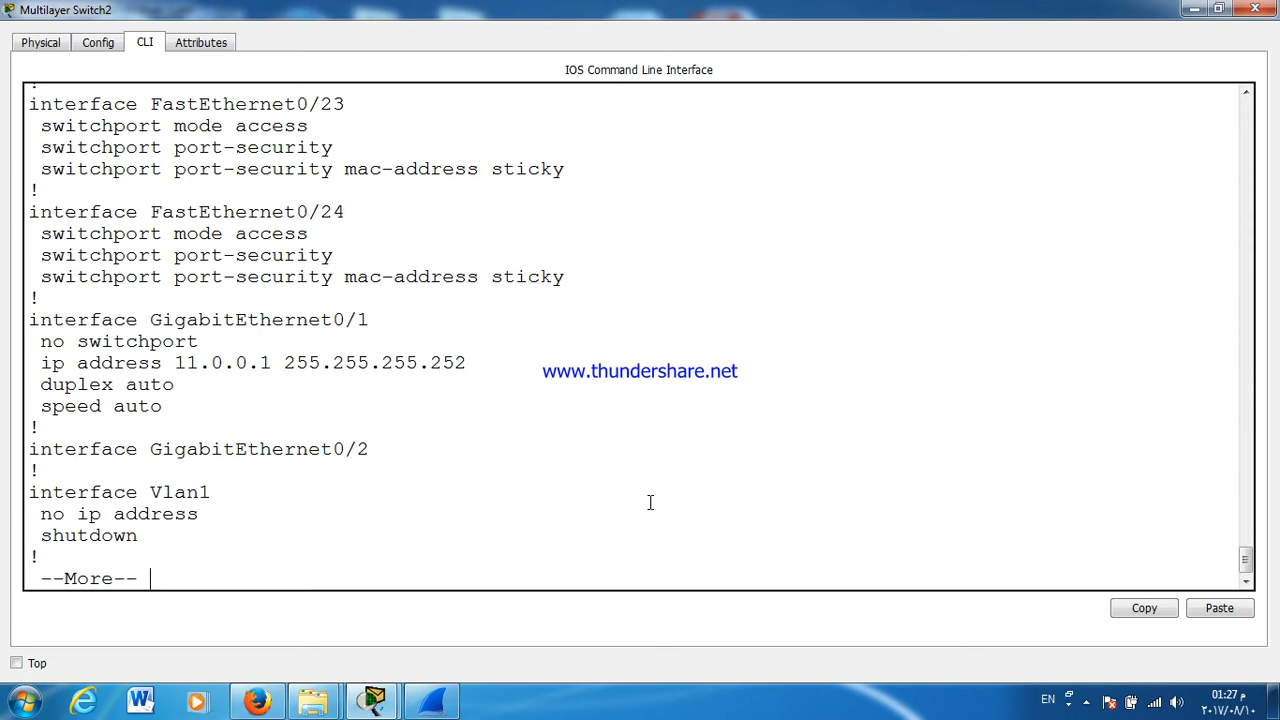 Multilayer Switch2
Physical
Config
CLI
Attributes
IOS Command Line Interface
!
interface FastEthernet0/23
switchport mode access
switchport port-security
switchport port-security mac-address sticky
!
interface FastEthernet0/24
switchport mode access
switchport port-security
switchport port-security mac-address sticky
!
interface GigabitEthernet0/1
no switchport
ip address 11.0.0.1 255.255.255.252
duplex auto
speed auto
!
interface GigabitEthernet0/2
!
interface Vlan1
no ip address
shutdown
!
--More--
www.thundershare.net
Copy
Paste
Top
EN
01:27 م
٢٠١٧/٠٨/١٠